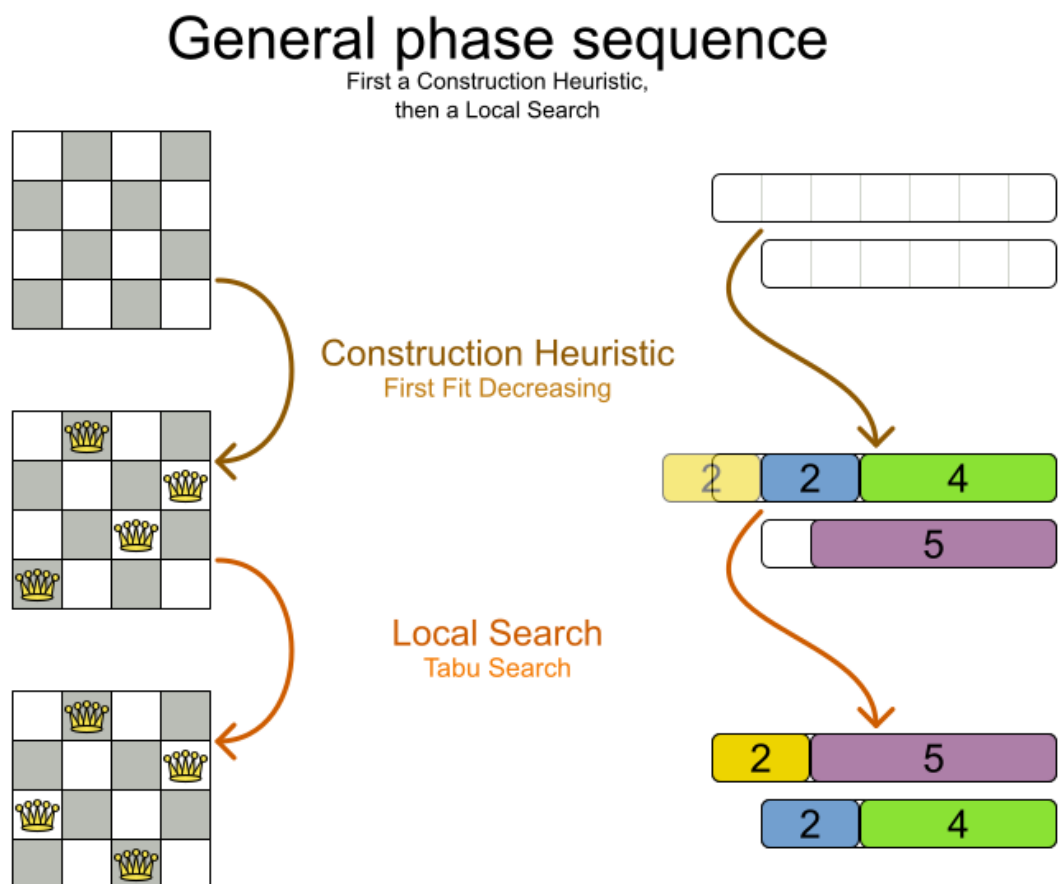 General phase sequence
First a Construction Heuristic,
then a Local Search
Construction Heuristic
First Fit Decreasing
2 2 4
5
Local Search
Tabu Search
2 5
2 4